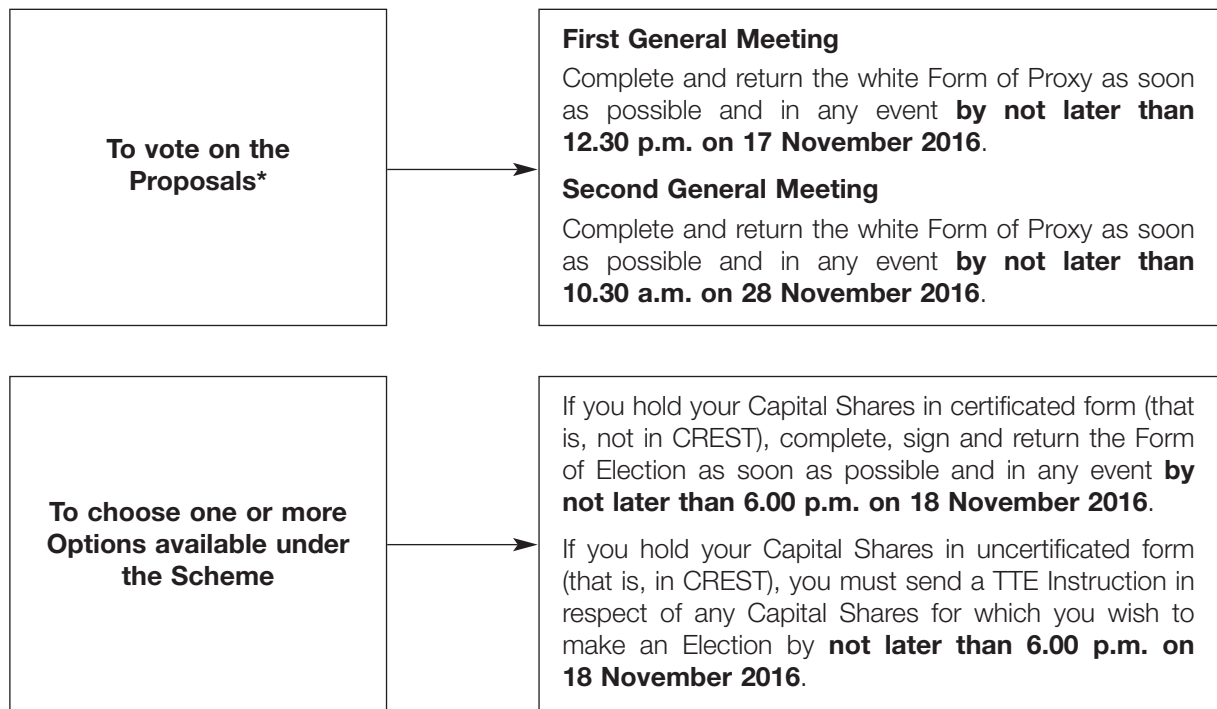 To vote on the
Proposals*
First General Meeting
Complete and return the white Form of Proxy as soon
as possible and in any event by not later than
12.30 p.m. on 17 November 2016.
Second General Meeting
Complete and return the white Form of Proxy as soon
as possible and in any event by not later than
10.30 a.m. on 28 November 2016.
To choose one or more
Options available under
the Scheme
If you hold your Capital Shares in certificated form (that
is, not in CREST), complete, sign and return the Form
of Election as soon as possible and in any event by
not later than 6.00 p.m. on 18 November 2016.
If you hold your Capital Shares in uncertificated form
(that is, in CREST), you must send a TTE Instruction in
respect of any Capital Shares for which you wish to
make an Election by not later than 6.00 p.m. on
18 November 2016.